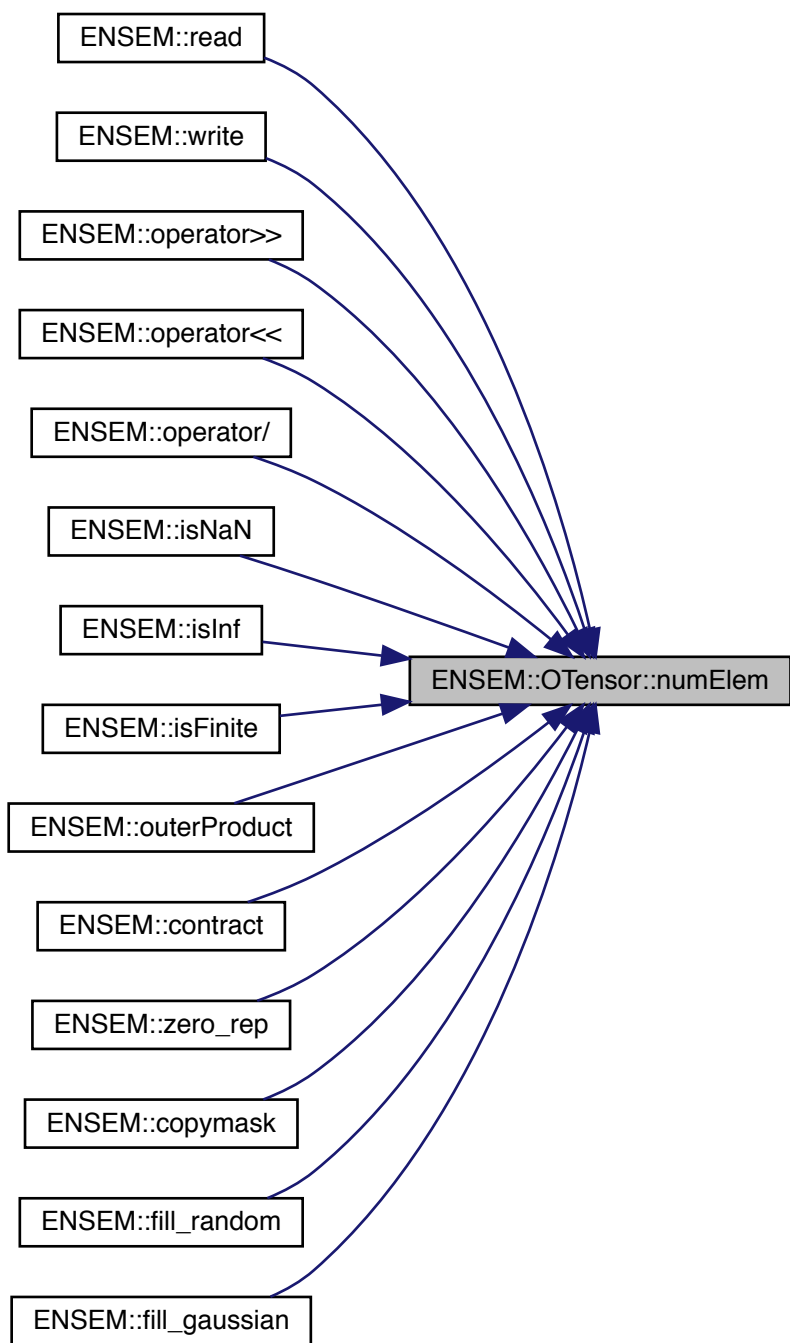 ENSEM::read
ENSEM::write
ENSEM::operator>>
ENSEM::operator<<
ENSEM::operator/
ENSEM::isNaN
ENSEM::isInf
ENSEM::OTensor::numElem
ENSEM::isFinite
ENSEM::outerProduct
ENSEM::contract
ENSEM::zero_rep
ENSEM::copymask
ENSEM::fill_random
ENSEM::fill_gaussian